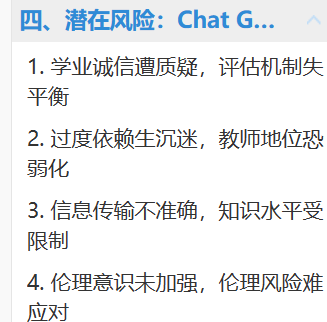 四、潜在风险：Chat G...
1. 学业诚信遭质疑，评估机制失
平衡
2. 过度依赖生沉迷，教师地位恐
弱化
3. 信息传输不准确，知识水平受
限制
4. 伦理意识未加强，伦理风险难
应对